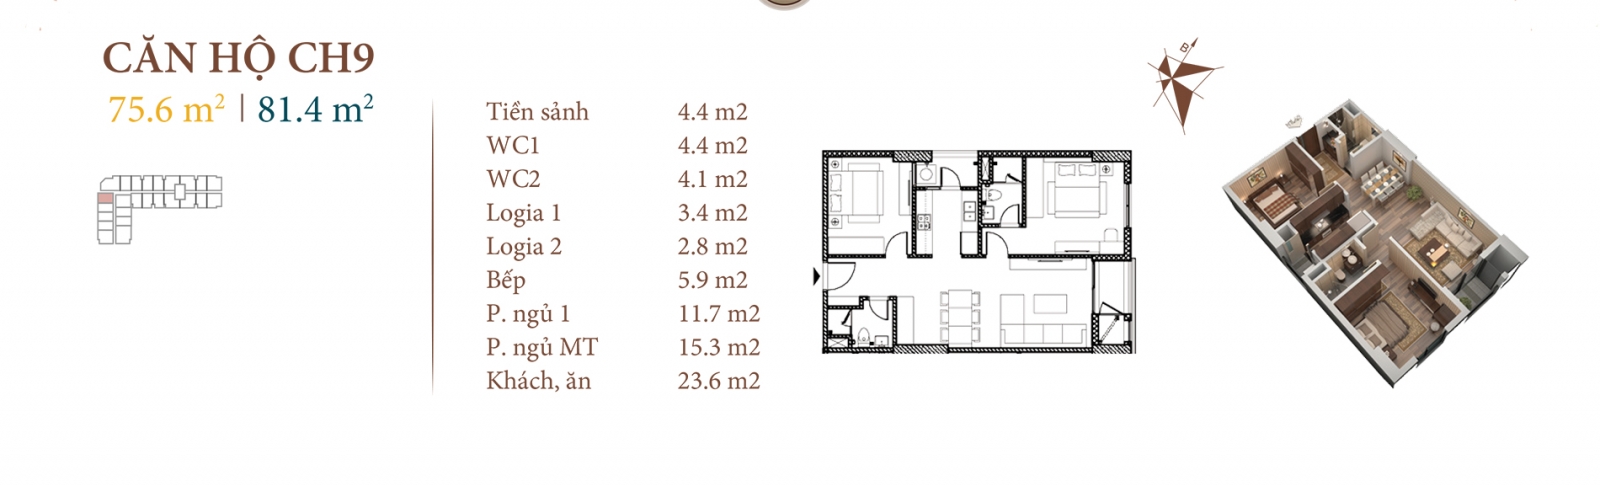 CĂN HỘ CH9
75.6 m² | 81.4 m²
Tiền sảnh 4.4 m2
WC1 4.4 m2
WC2 4.1 m2
Logia 1 3.4 m2
Logia 2 2.8 m2
Bếp 5.9 m2
P. ngủ 1 11.7 m2
P. ngủ MT 15.3 m2
Khách, ăn 23.6 m2
B